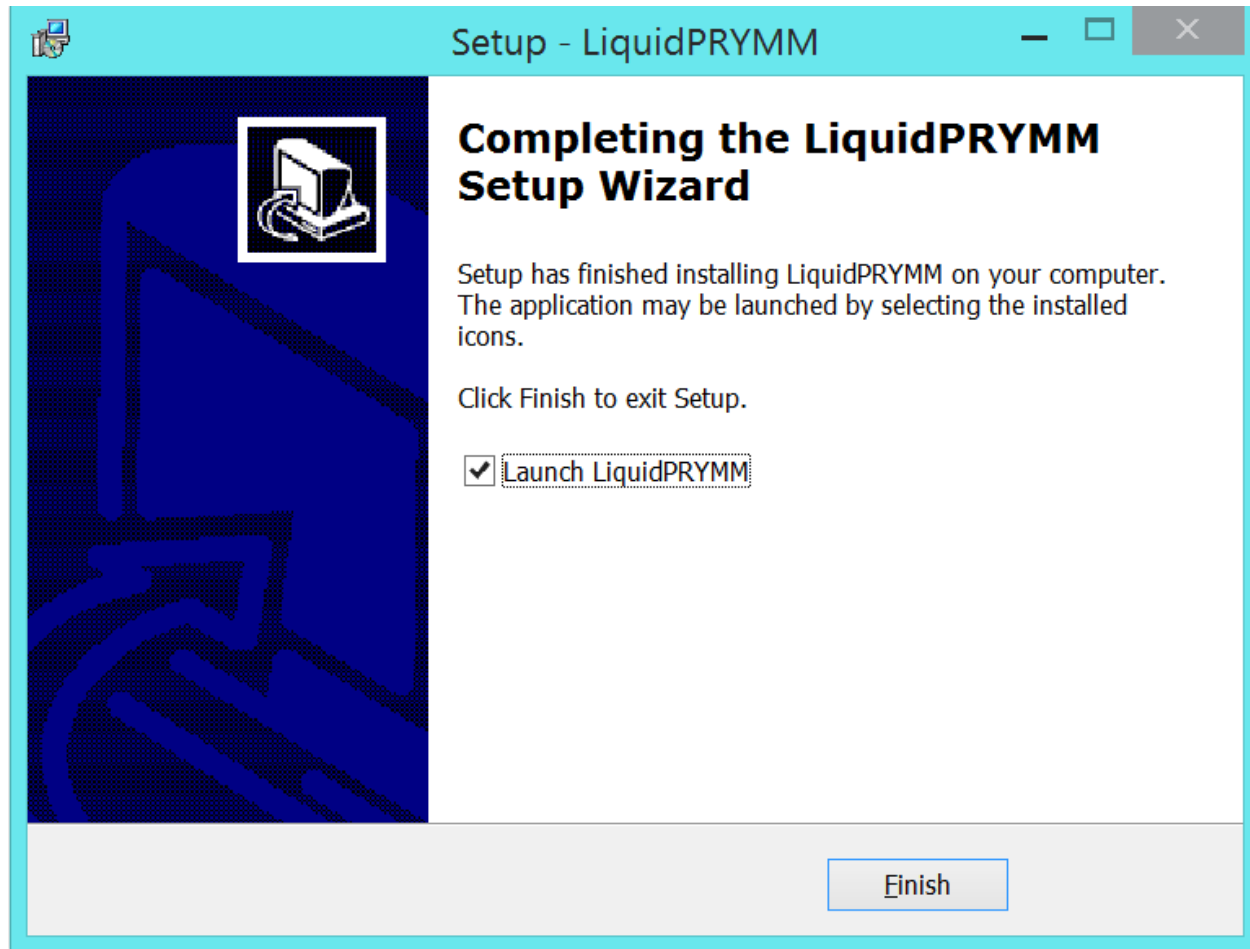 Setup - LiquidPRYMM
Completing the LiquidPRYMM
Setup Wizard
Setup has finished installing LiquidPRYMM on your computer.
The application may be launched by selecting the installed
icons.
Click Finish to exit Setup.
Launch LiquidPRYMM
Finish